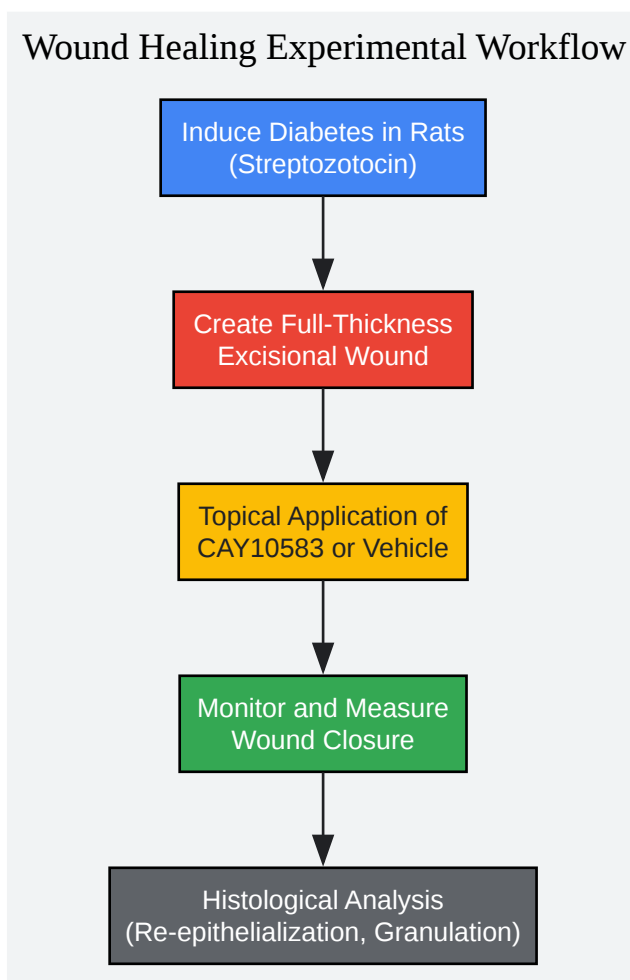 Wound Healing Experimental Workflow
Induce Diabetes in Rats
(Streptozotocin)
Create Full-Thickness
Excisional Wound
Topical Application of
CAY10583 or Vehicle
Monitor and Measure
Wound Closure
Histological Analysis
(Re-epithelialization, Granulation)